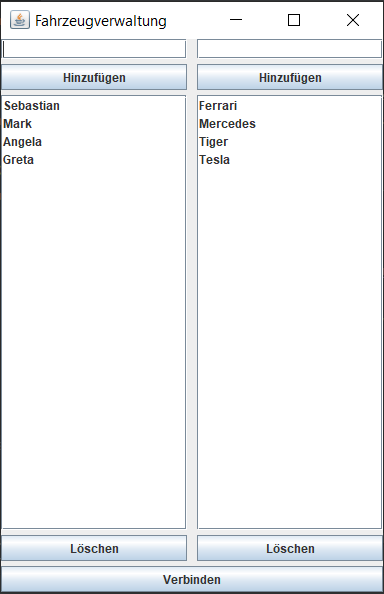 Fahrzeugverwaltung
Hinzufügen Hinzufügen
Sebastian Ferrari
Mark Mercedes
Angela Tiger
Greta Tesla
Löschen Löschen
Verbinden